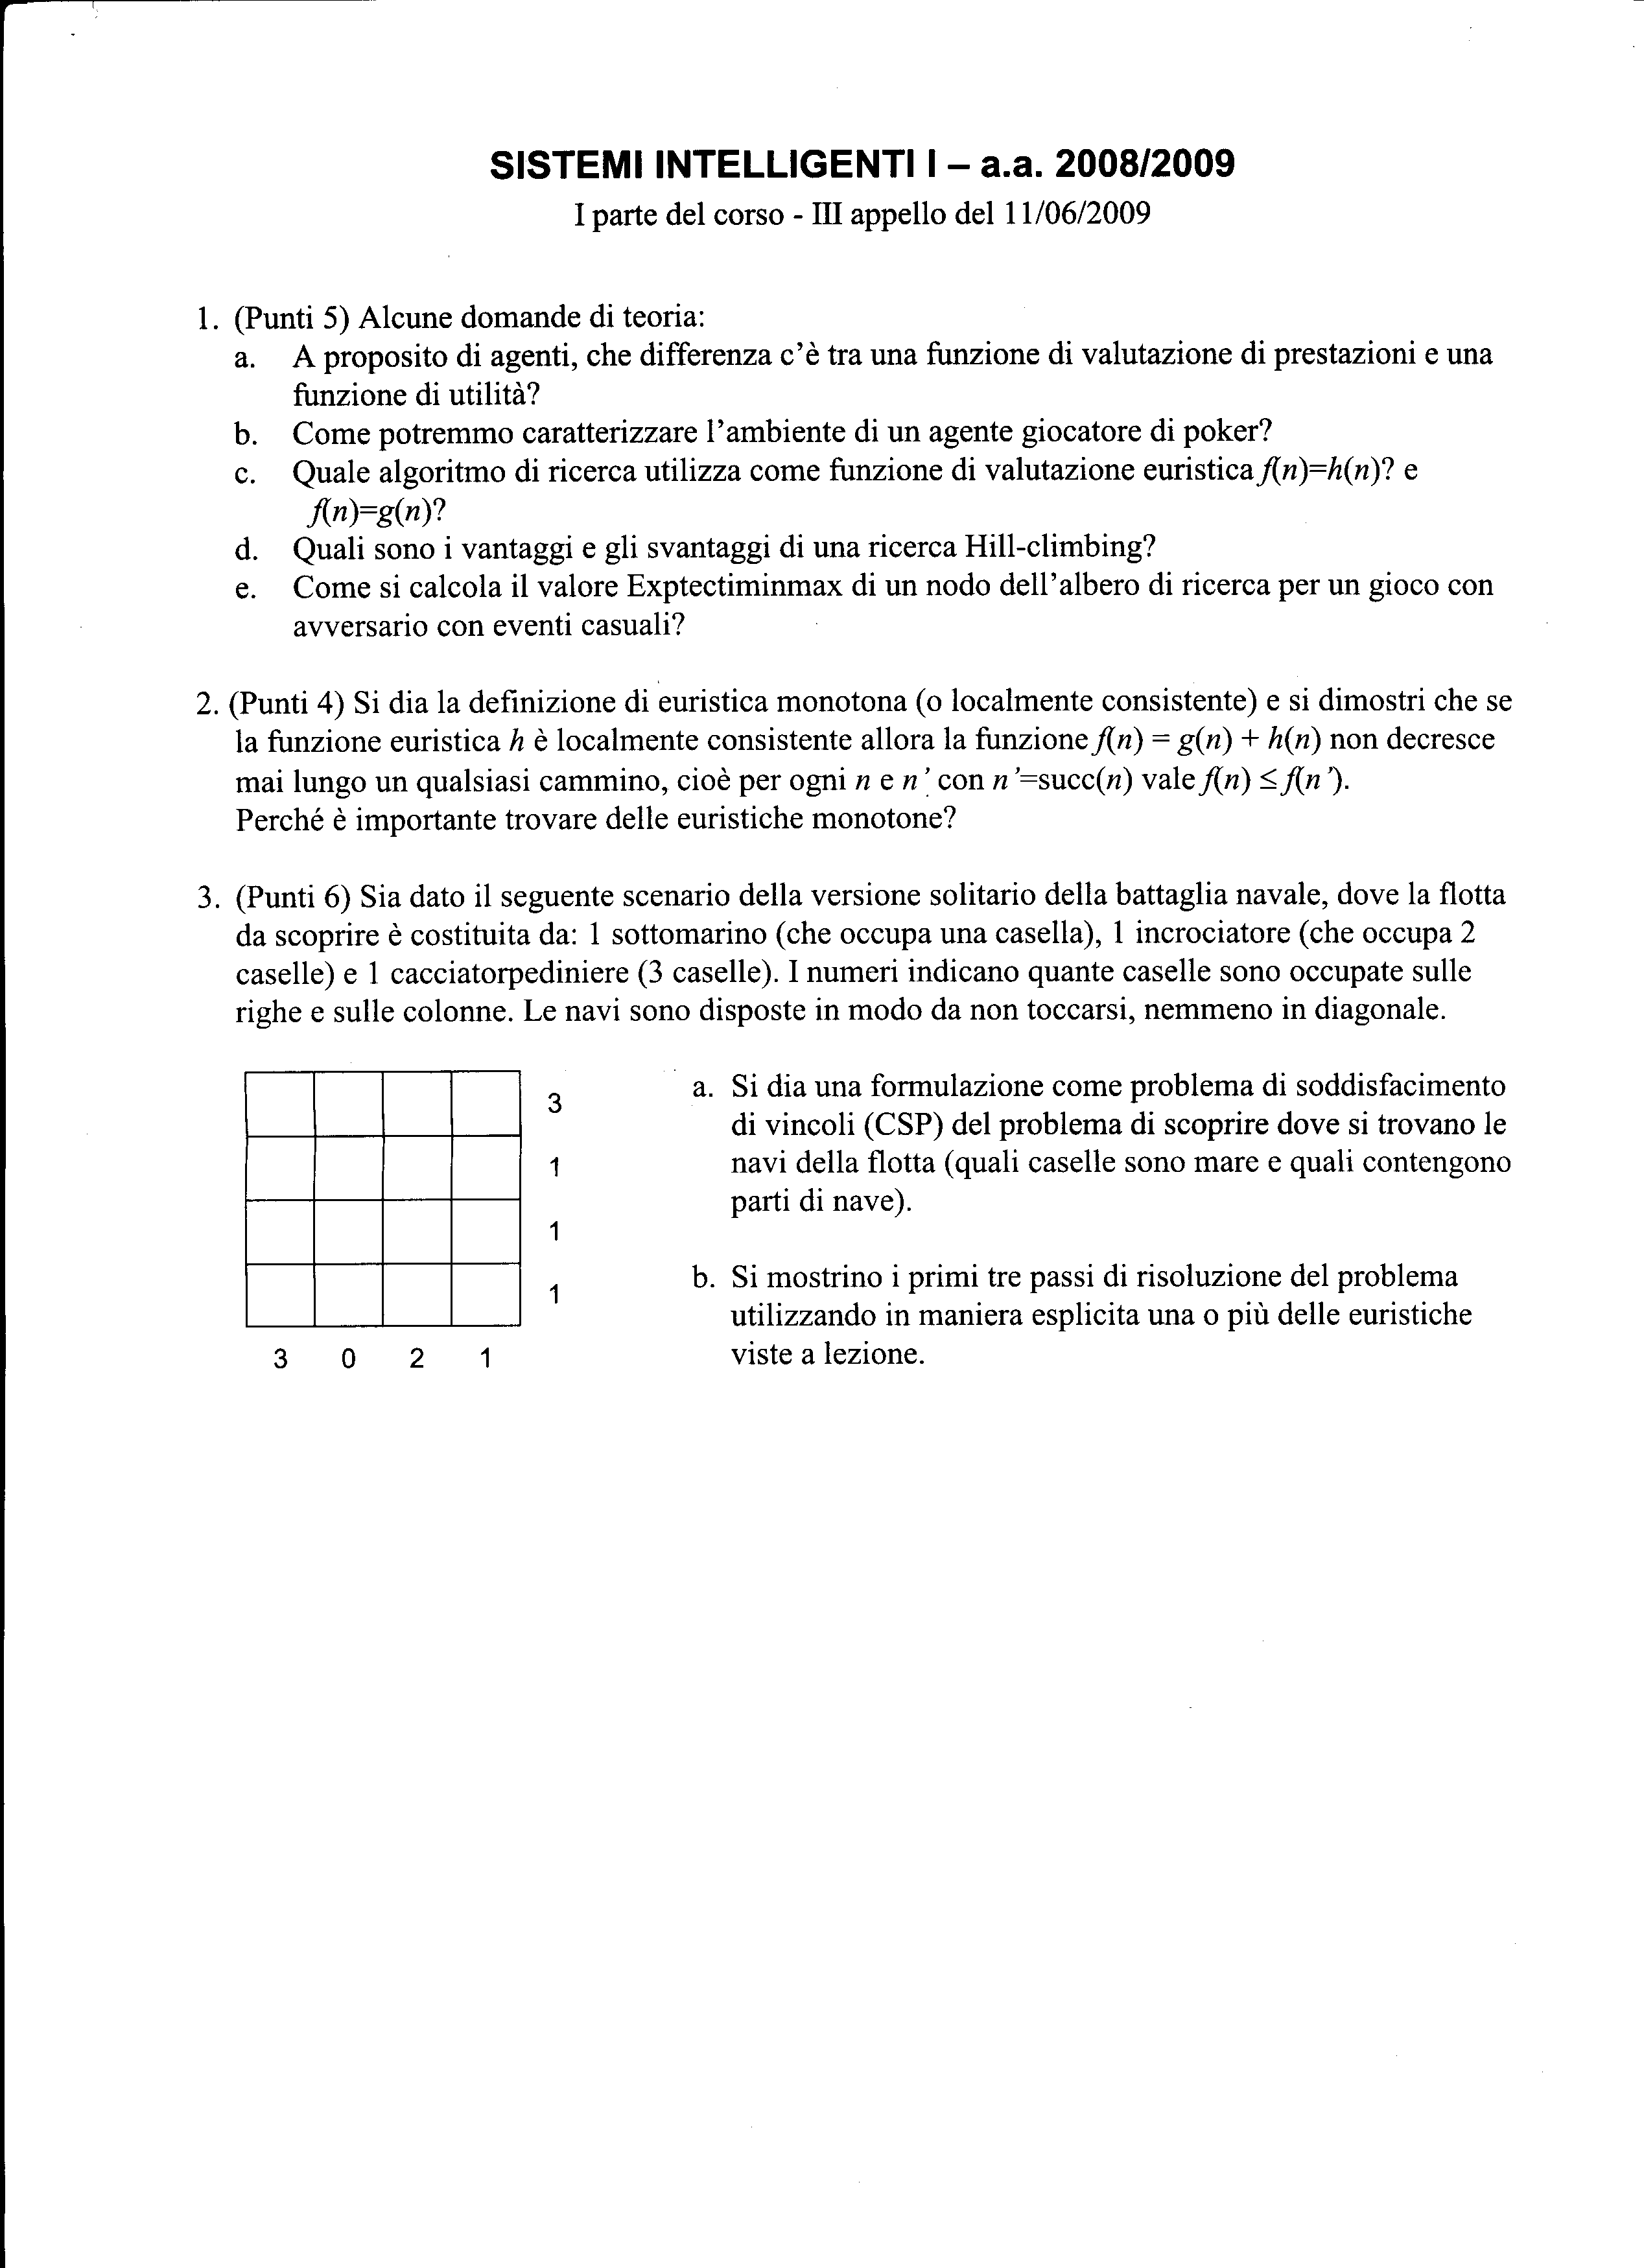 SISTEMI INTELLIGENTI I – a.a. 2008/2009
I parte del corso - III appello del 11/06/2009
1. (Punti 5) Alcune domande di teoria:
a. A proposito di agenti, che differenza c'è tra una funzione di valutazione di prestazioni e una
funzione di utilità?
b. Come potremmo caratterizzare l'ambiente di un agente giocatore di poker?
c. Quale algoritmo di ricerca utilizza come funzione di valutazione euristica f(n)=h(n)? e
f(n)=g(n)?
d. Quali sono i vantaggi e gli svantaggi di una ricerca Hill-climbing?
e. Come si calcola il valore Exptectiminmax di un nodo dell'albero di ricerca per un gioco con
avversario con eventi casuali?
2. (Punti 4) Si dia la definizione di euristica monotona (o localmente consistente) e si dimostri che se
la funzione euristica h è localmente consistente allora la funzione f(n) = g(n) + h(n) non decresce
mai lungo un qualsiasi cammino, cioè per ogni n e n' con n'=succ(n) vale f(n) ≤ f(n').
Perché è importante trovare delle euristiche monotone?
3. (Punti 6) Sia dato il seguente scenario della versione solitario della battaglia navale, dove la flotta
da scoprire è costituita da: 1 sottomarino (che occupa una casella), 1 incrociatore (che occupa 2
caselle) e 1 cacciatorpediniere (3 caselle). I numeri indicano quante caselle sono occupate sulle
righe e sulle colonne. Le navi sono disposte in modo da non toccarsi, nemmeno in diagonale.
3
1
1
1
3 0 2 1
a. Si dia una formulazione come problema di soddisfacimento
di vincoli (CSP) del problema di scoprire dove si trovano le
navi della flotta (quali caselle sono mare e quali contengono
parti di nave).
b. Si mostrino i primi tre passi di risoluzione del problema
utilizzando in maniera esplicita una o più delle euristiche
viste a lezione.